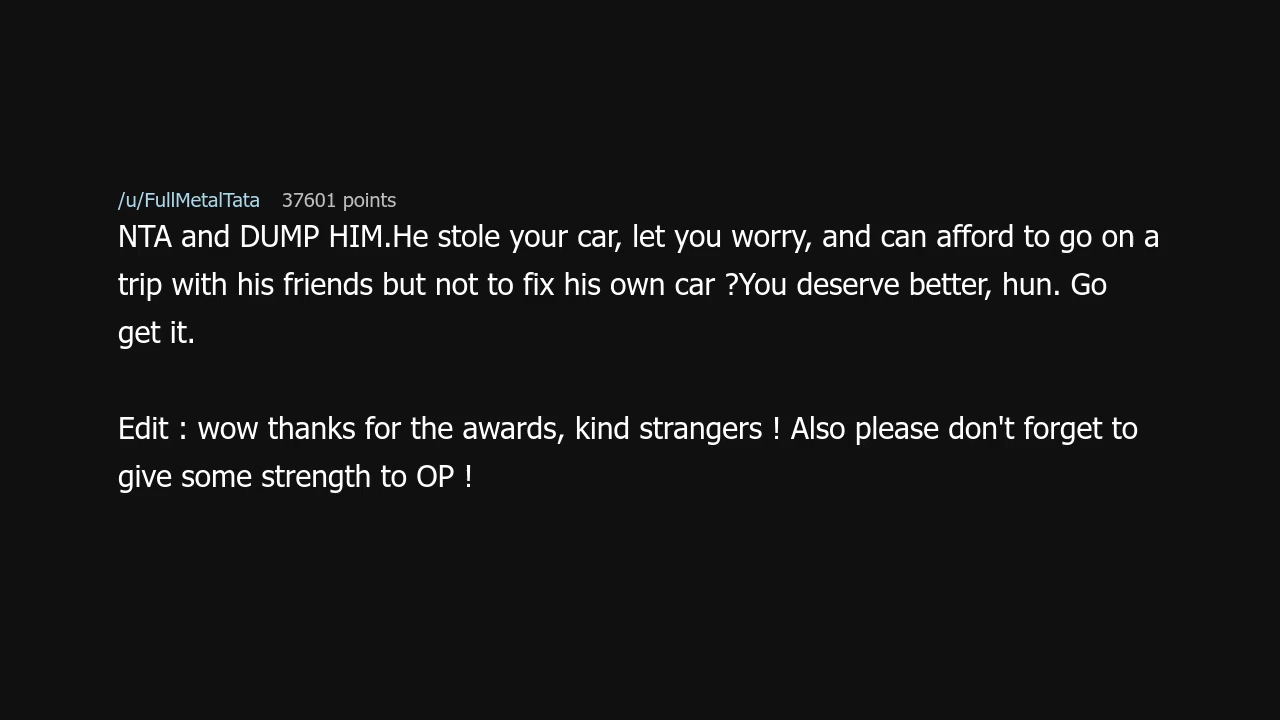 /u/FullMetalTata 37601 points
NTA and DUMP HIM.He stole your car, let you worry, and can afford to go on a
trip with his friends but not to fix his own car ?You deserve better, hun. Go
get it.
Edit : wow thanks for the awards, kind strangers ! Also please don't forget to
give some strength to OP !